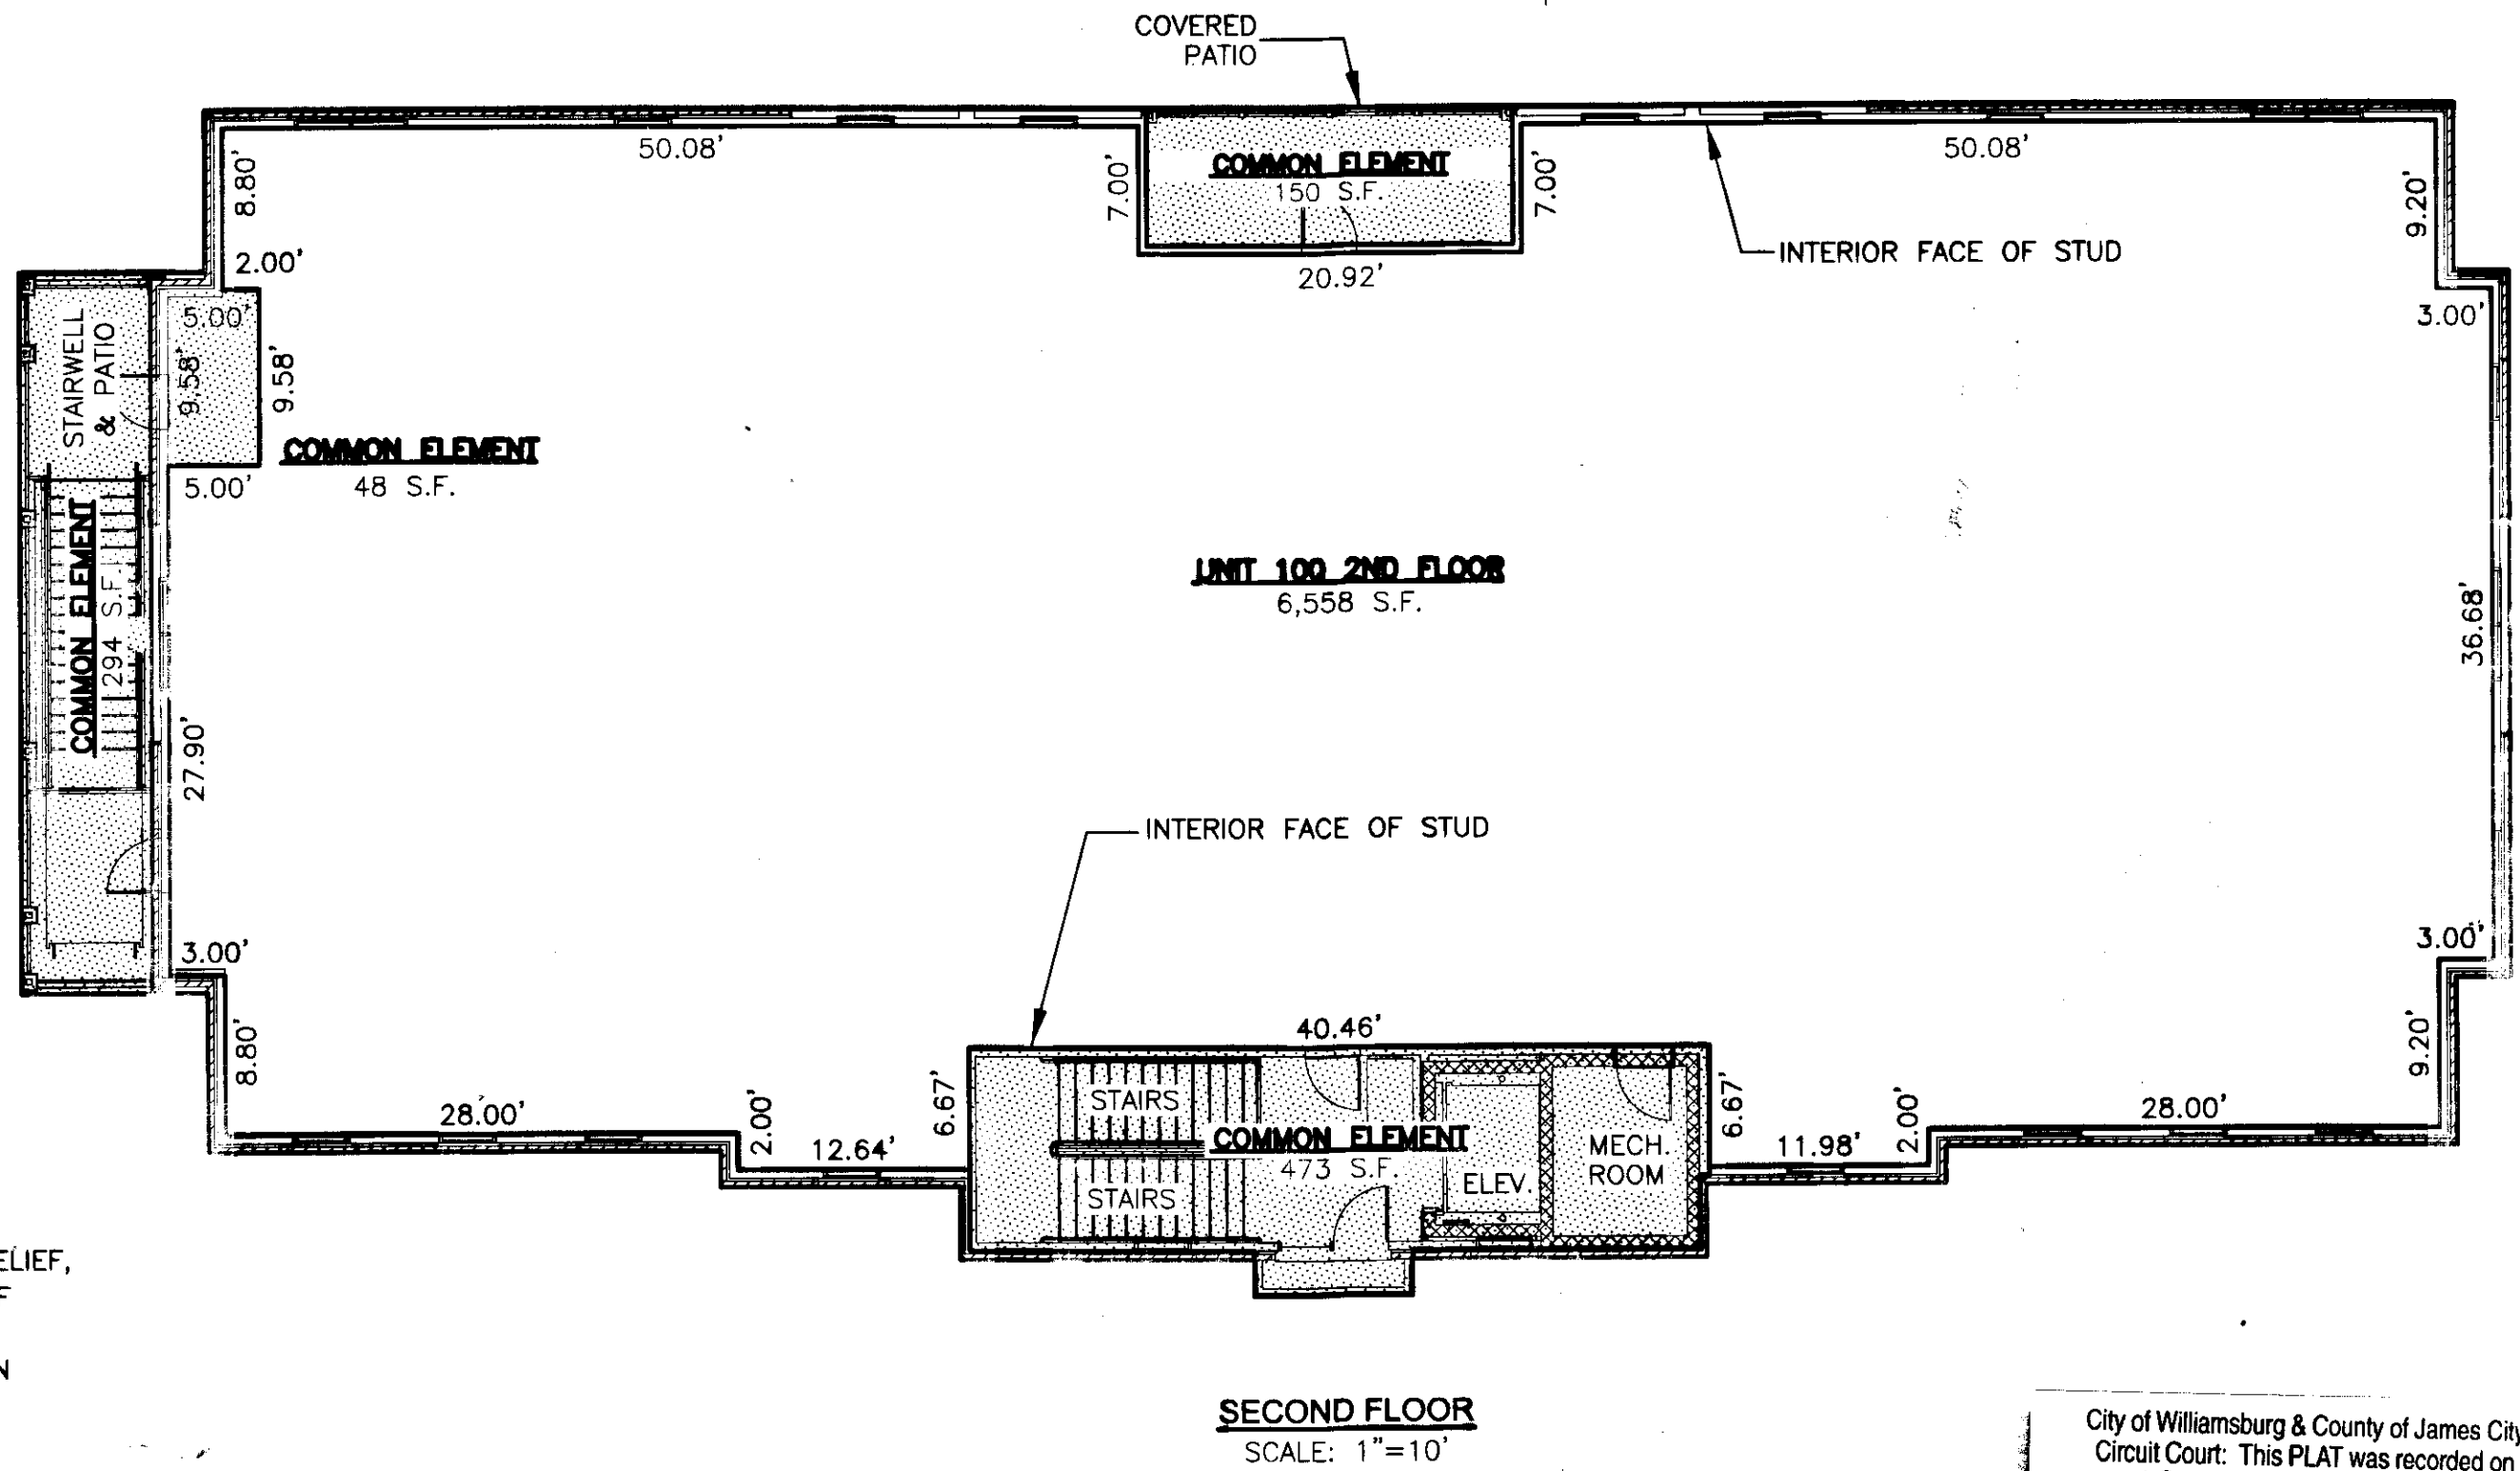 COVERED
PATIO
50.08'
50.08'
8.80'
7.00'
COMMON ELEMENT
150 S.F.
7.00'
9.20'
2.00'
20.92'
INTERIOR FACE OF STUD
5.00'
3.00'
STAIRWELL
& PATIO
9.58'
9.58'
COMMON ELEMENT
48 S.F.
5.00'
COMMON ELEMENT
294 S.F.
UNIT 100 2ND FLOOR
6,558 S.F.
36.68'
27.90'
INTERIOR FACE OF STUD
3.00'
3.00'
8.80'
40.46'
9.20'
28.00'
2.00'
12.64'
6.67'
STAIRS
COMMON ELEMENT
473 S.F.
STAIRS
ELEV.
MECH.
ROOM
6.67'
11.98'
2.00'
28.00'
ELIEF,
F
N
SECOND FLOOR
SCALE: 1"=10'
City of Williamsburg & County of James City
Circuit Court: This PLAT was recorded on